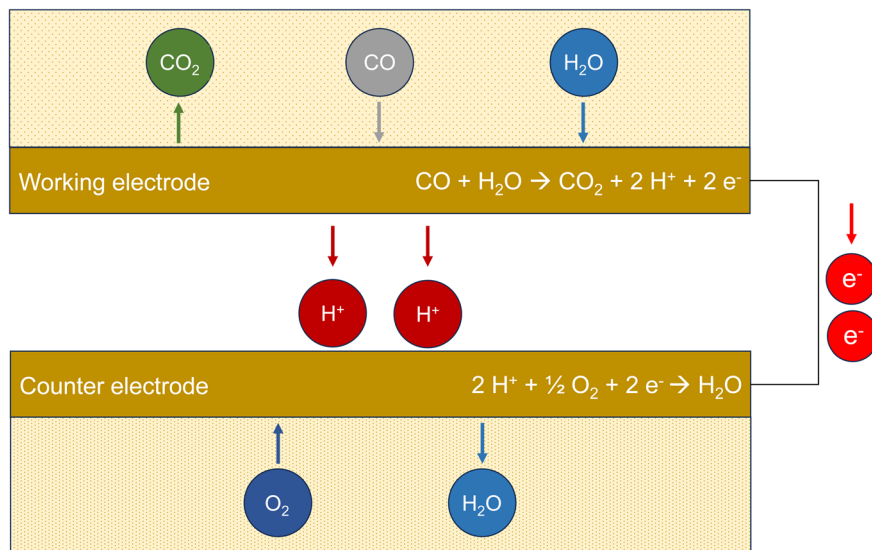 CO₂ CO H₂O
Working electrode CO + H₂O → CO₂ + 2 H⁺ + 2 e⁻
H⁺ H⁺
e⁻
e⁻
Counter electrode 2 H⁺ + ½ O₂ + 2 e⁻ → H₂O
O₂ H₂O